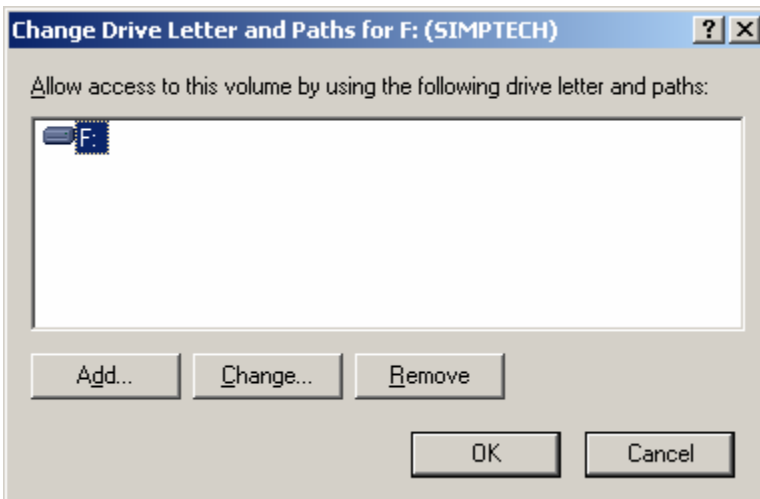 Change Drive Letter and Paths for F: (SIMPTECH)
Allow access to this volume by using the following drive letter and paths:
F:
Add... Change... Remove
OK Cancel